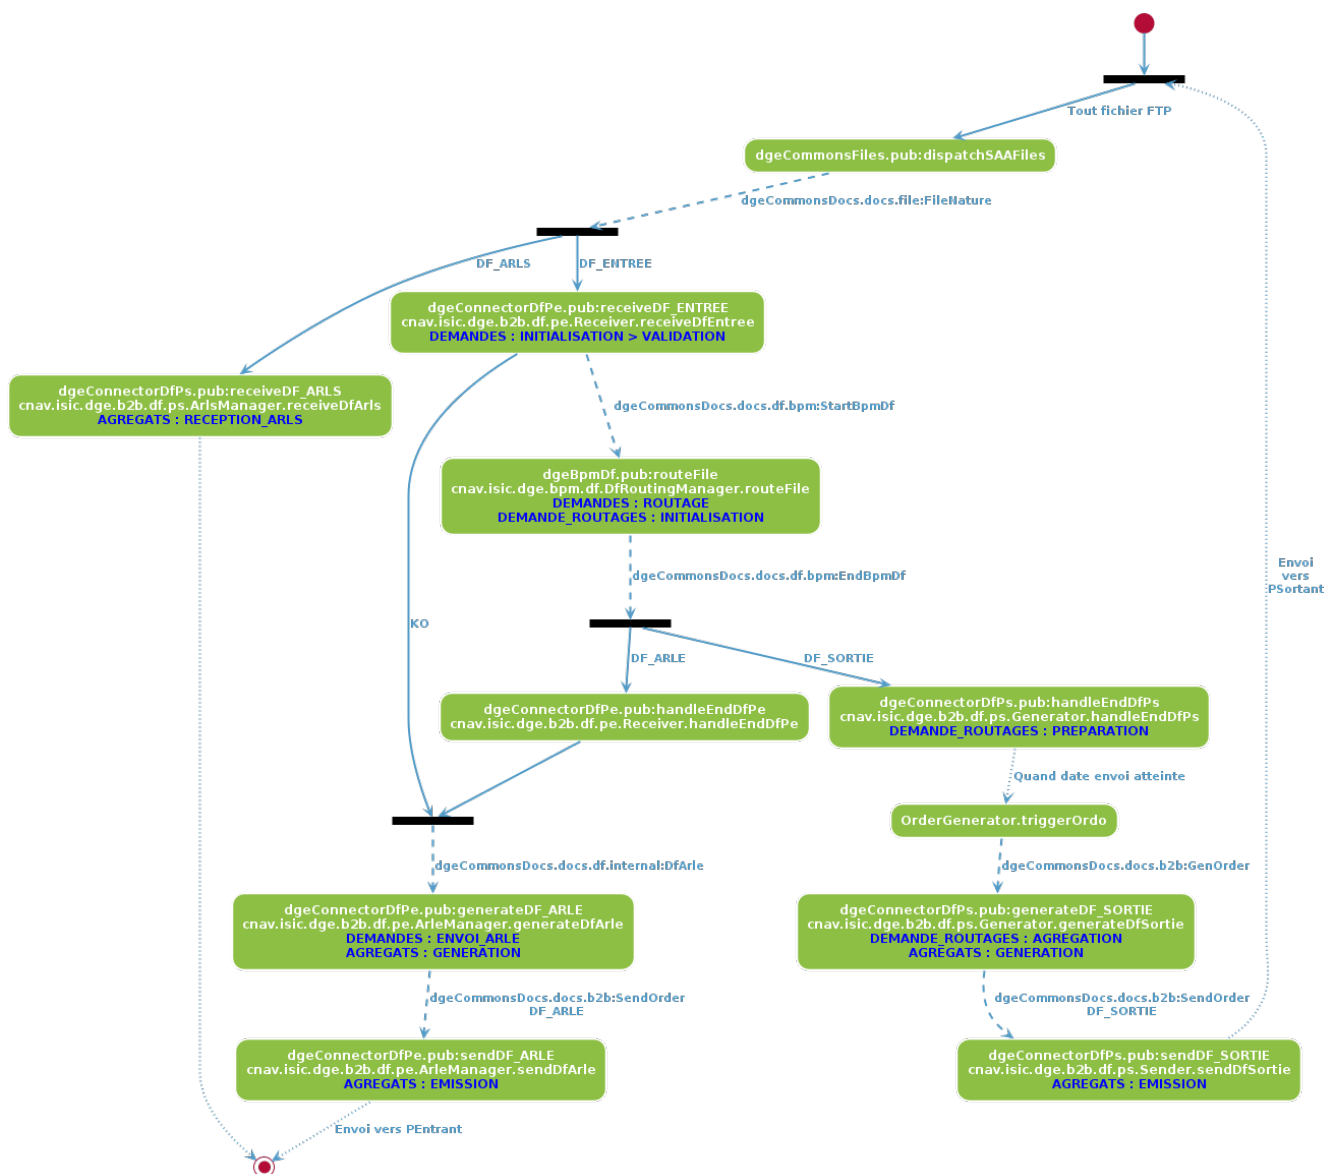 Tout fichier FTP
dgeCommonsFiles.pub:dispatchSAAFiles
dgeCommonsDocs.docs.file:FileNature
DF_ARLS
DF_ENTREE
dgeConnectorDfPe.pub:receiveDF_ENTREE
cnav.isic.dge.b2b.df.pe.Receiver.receiveDfEntree
DEMANDES : INITIALISATION > VALIDATION
dgeConnectorDfPs.pub:receiveDF_ARLS
cnav.isic.dge.b2b.df.ps.ArlsManager.receiveDfArls
AGREGATS : RECEPTION_ARLS
dgeCommonsDocs.docs.df.bpm:StartBpmDf
dgeBpmDf.pub:routeFile
cnav.isic.dge.bpm.df.DfRoutingManager.routeFile
DEMANDES : ROUTAGE
DEMANDE_ROUTAGES : INITIALISATION
dgeCommonsDocs.docs.df.bpm:EndBpmDf
Envoi
vers
PSortant
KO
DF_ARLE
DF_SORTIE
dgeConnectorDfPe.pub:handleEndDfPe
cnav.isic.dge.b2b.df.pe.Receiver.handleEndDfPe
dgeConnectorDfPs.pub:handleEndDfPs
cnav.isic.dge.b2b.df.ps.Generator.handleEndDfPs
DEMANDE_ROUTAGES : PREPARATION
Quand date envoi atteinte
OrderGenerator.triggerOrdo
dgeCommonsDocs.docs.df.internal:DfArle
dgeCommonsDocs.docs.b2b:GenOrder
dgeConnectorDfPe.pub:generateDF_ARLE
cnav.isic.dge.b2b.df.pe.ArleManager.generateDfArle
DEMANDES : ENVOI_ARLE
AGREGATS : GENERATION
dgeConnectorDfPs.pub:generateDF_SORTIE
cnav.isic.dge.b2b.df.ps.Generator.generateDfSortie
DEMANDE_ROUTAGES : AGREGATION
AGREGATS : GENERATION
dgeCommonsDocs.docs.b2b:SendOrder
DF_ARLE
dgeCommonsDocs.docs.b2b:SendOrder
DF_SORTIE
dgeConnectorDfPe.pub:sendDF_ARLE
cnav.isic.dge.b2b.df.pe.ArleManager.sendDfArle
AGREGATS : EMISSION
dgeConnectorDfPs.pub:sendDF_SORTIE
cnav.isic.dge.b2b.df.ps.Sender.sendDfSortie
AGREGATS : EMISSION
Envoi vers PEntrant